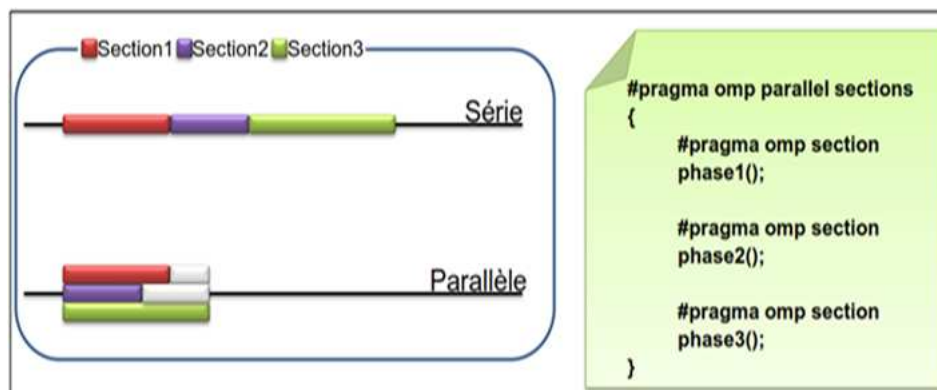 Section1 Section2 Section3
Série
Parallèle
#pragma omp parallel sections
{
#pragma omp section
phase1();
#pragma omp section
phase2();
#pragma omp section
phase3();
}